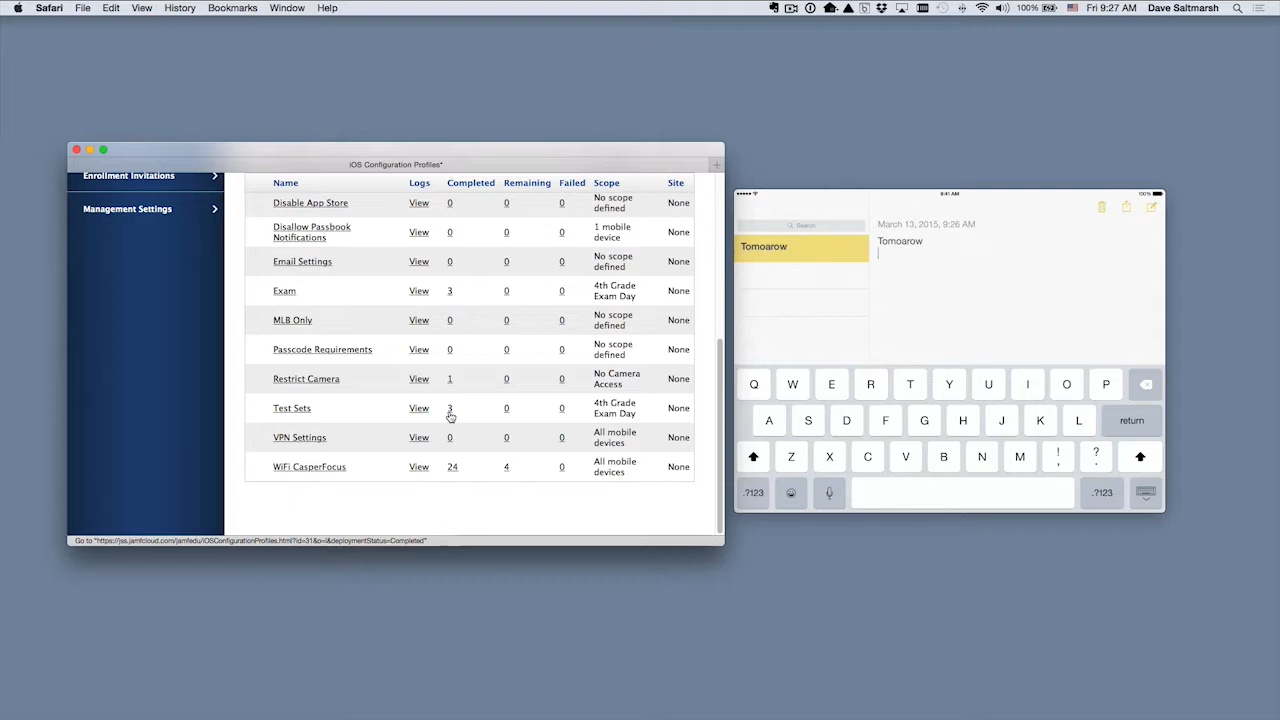 Safari File Edit View History Bookmarks Window Help 100% Fri 9:27 AM Dave Saltmarsh
iOS Configuration Profiles*
Enrollment Invitations
Management Settings
Name Logs Completed Remaining Failed Scope Site
Disable App Store View 0 0 0 No scope defined None
Disallow Passbook Notifications View 0 0 0 1 mobile device None
Email Settings View 0 0 0 No scope defined None
Exam View 3 0 0 4th Grade Exam Day None
MLB Only View 0 0 0 No scope defined None
Passcode Requirements View 0 0 0 No scope defined None
Restrict Camera View 1 0 0 No Camera Access None
Test Sets View 3 0 0 4th Grade Exam Day None
VPN Settings View 0 0 0 All mobile devices None
WiFi CasperFocus View 24 4 0 All mobile devices None
Go to "https://jss.jamfcloud.com/jamfedu/iOSConfigurationProfiles.html?id=31&o=i&deploymentStatus=Completed"
9:41 AM 100%
Search
Tomoarow
March 13, 2015, 9:26 AM
Tomoarow
Q W E R T Y U I O P
A S D F G H J K L return
Z X C V B N M ! , ? .
.?123 .?123